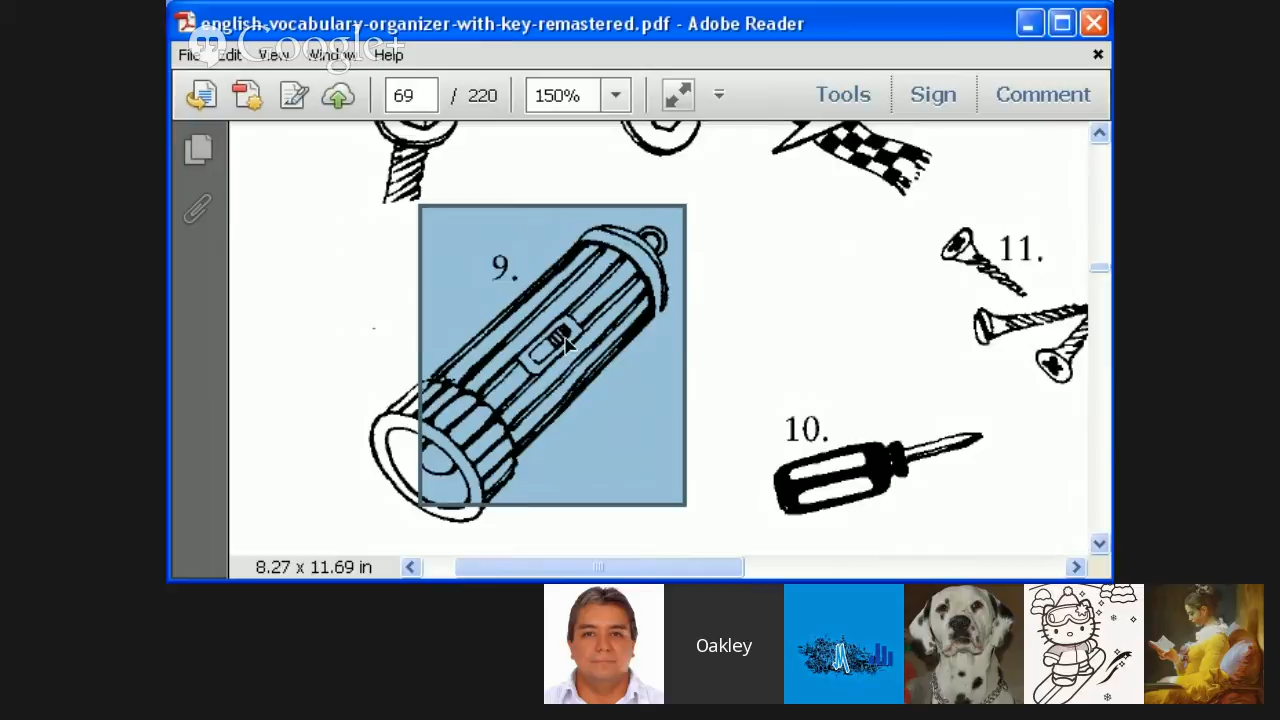 english-vocabulary-organizer-with-key-remastered.pdf - Adobe Reader
Google+
File Edit View Window Help
69 / 220 150% Tools Sign Comment
9.
11.
10.
8.27 x 11.69 in
Oakley